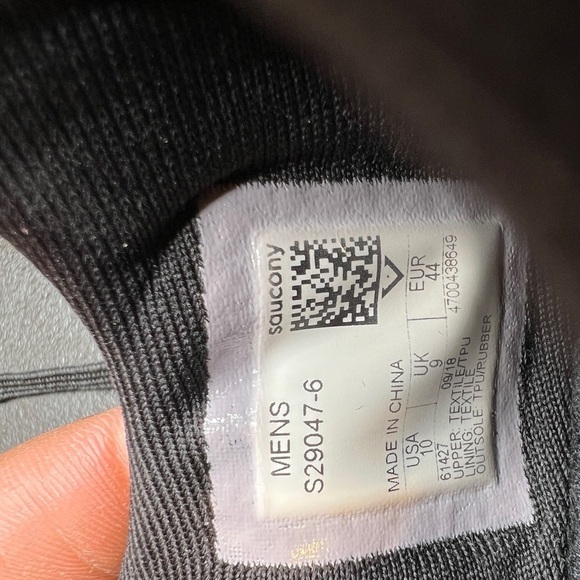 saucony
MENS
S29047-6
MADE IN CHINA
USA UK EUR
10 9 44
61427 09/18 4700438649
UPPER: TEXTILE/TPU
LINING: TEXTILE
OUTSOLE TPU/RUBBER